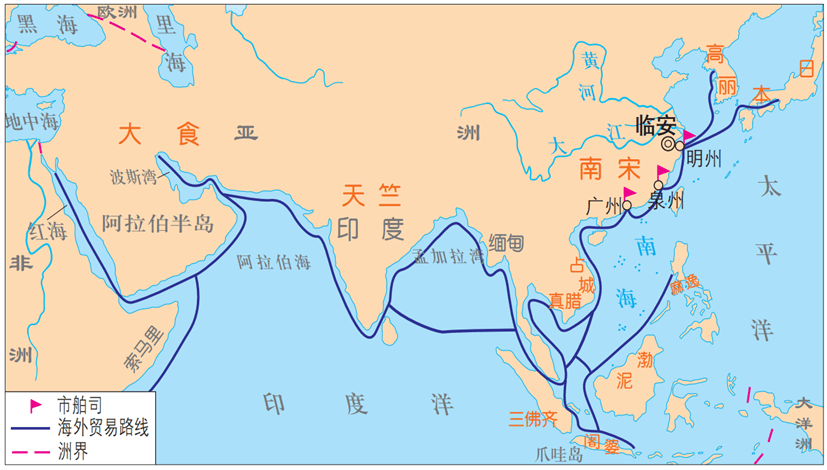 黑海
欧洲
里海
地中海
大食
亚洲
波斯湾
红海
阿拉伯半岛
非洲
索马里
阿拉伯海
天竺
印度
孟加拉湾
缅甸
印度洋
黄河
大江
临安
南宋
明州
泉州
广州
高丽
日本
太平洋
南海
占城
真腊
麻逸
渤泥
三佛齐
阇婆
爪哇岛
大洋洲
市舶司
海外贸易路线
洲界